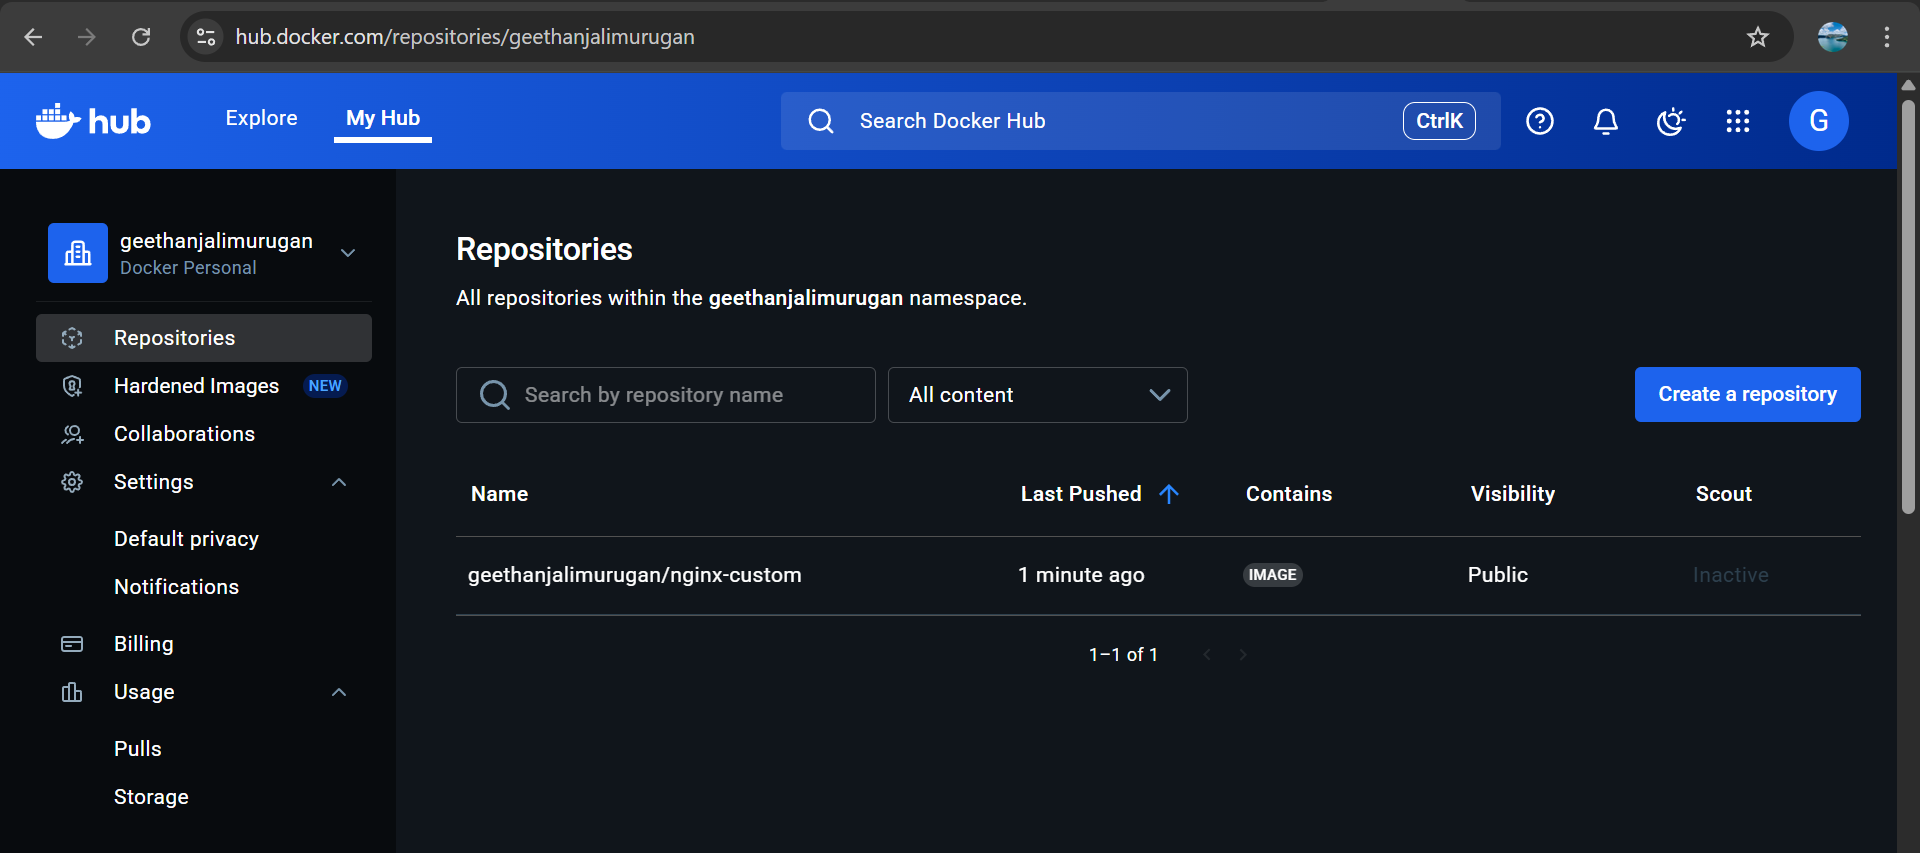 hub.docker.com/repositories/geethanjalimurugan
hub
Explore
My Hub
Search Docker Hub
CtrlK
G
geethanjalimurugan
Docker Personal
Repositories
Hardened Images NEW
Collaborations
Settings
Default privacy
Notifications
Billing
Usage
Pulls
Storage
Repositories
All repositories within the geethanjalimurugan namespace.
Search by repository name
All content
Create a repository
Name Last Pushed Contains Visibility Scout
geethanjalimurugan/nginx-custom 1 minute ago IMAGE Public Inactive
1–1 of 1